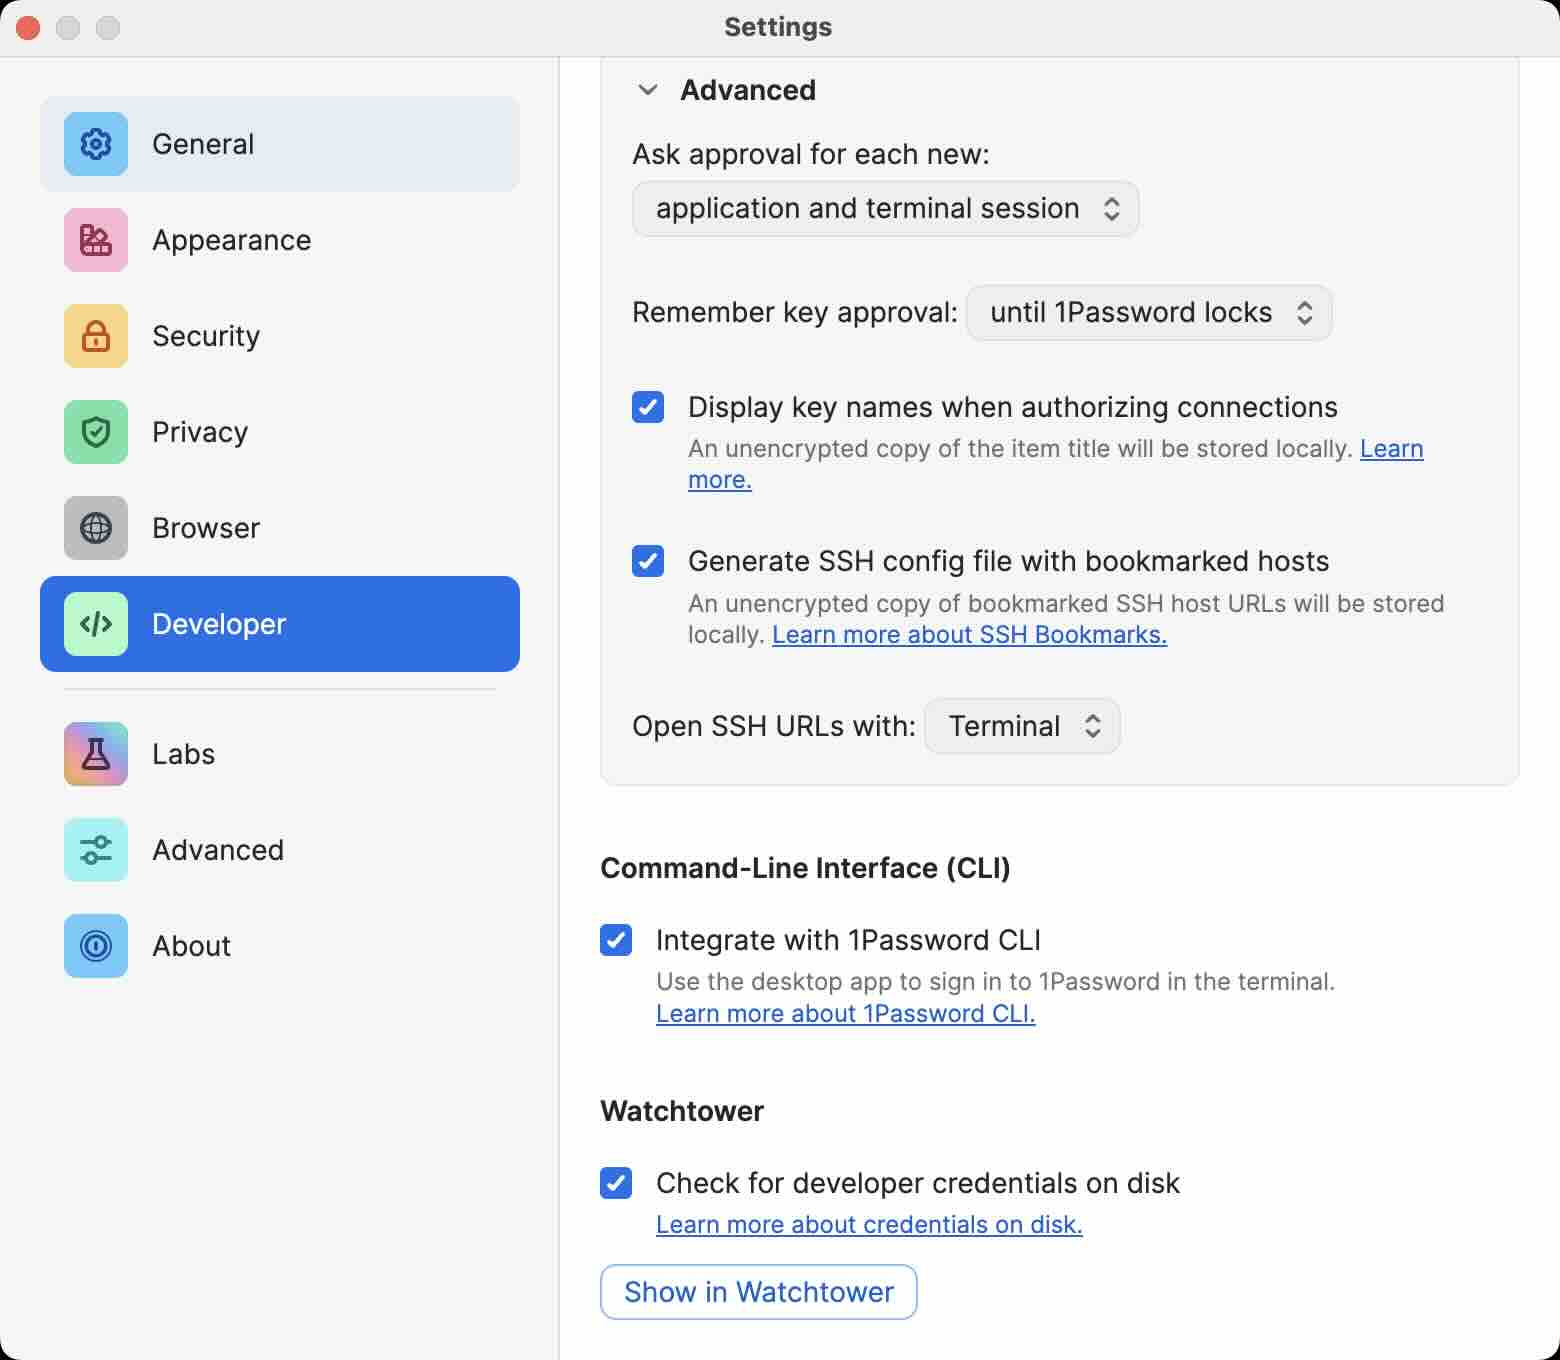 Settings
General
Appearance
Security
Privacy
Browser
Developer
Labs
Advanced
About
Advanced
Ask approval for each new:
application and terminal session
Remember key approval: until 1Password locks
Display key names when authorizing connections
An unencrypted copy of the item title will be stored locally. Learn
more.
Generate SSH config file with bookmarked hosts
An unencrypted copy of bookmarked SSH host URLs will be stored
locally. Learn more about SSH Bookmarks.
Open SSH URLs with: Terminal
Command-Line Interface (CLI)
Integrate with 1Password CLI
Use the desktop app to sign in to 1Password in the terminal.
Learn more about 1Password CLI.
Watchtower
Check for developer credentials on disk
Learn more about credentials on disk.
Show in Watchtower